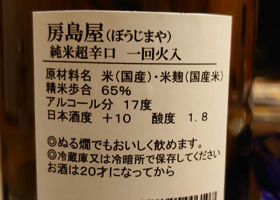 房島屋(ぼうじまや)
純米超辛口 一回火入
原材料名 米(国産)・米麹(国産米)
精米歩合 65%
アルコール分 17度
日本酒度 +10 酸度 1.8
◎ぬる燗でもおいしく飲めます。
◎冷蔵庫又は冷暗所で保存してください
お酒は20才になってから